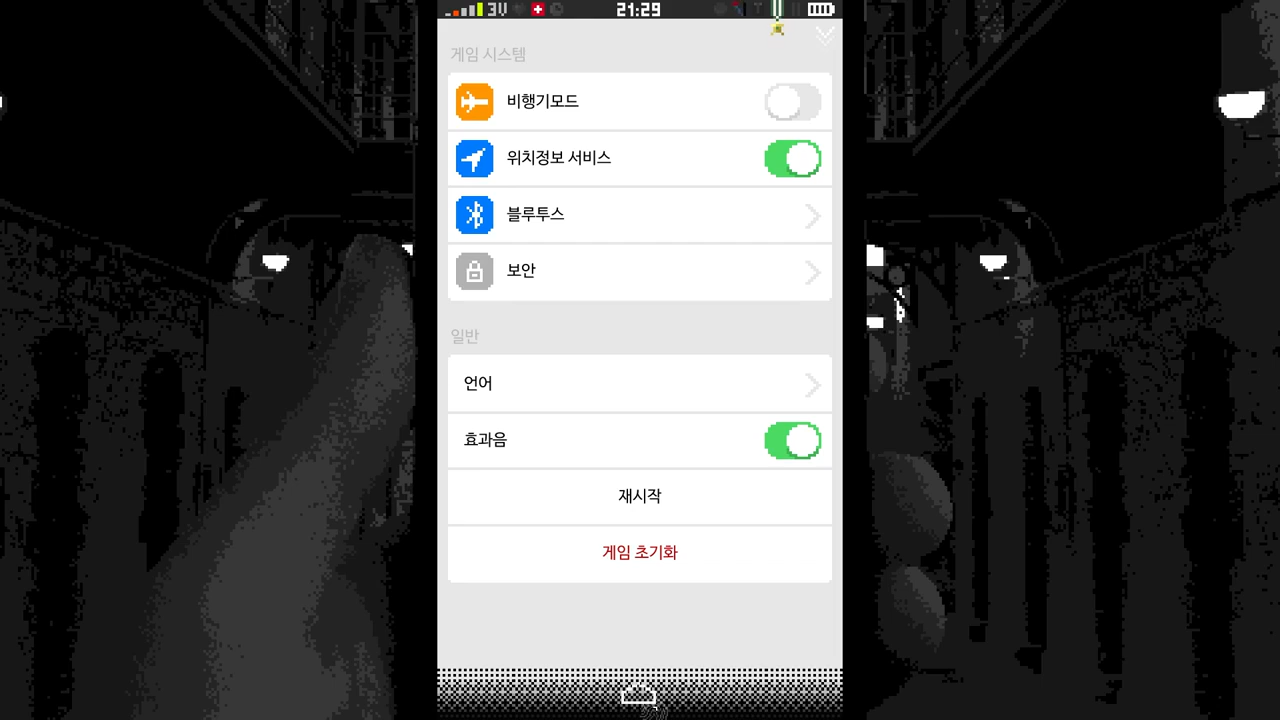 3V
21:29
게임 시스템
비행기모드
위치정보 서비스
블루투스
보안
일반
언어
효과음
재시작
게임 초기화